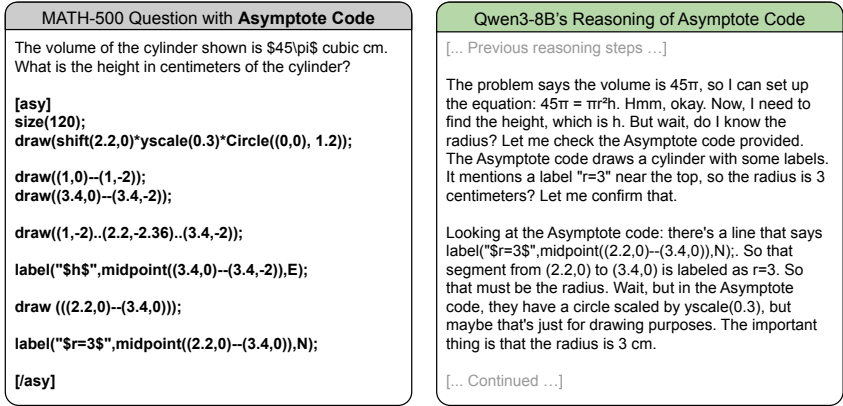 MATH-500 Question with Asymptote Code
The volume of the cylinder shown is $45\pi$ cubic cm.
What is the height in centimeters of the cylinder?
[asy]
size(120);
draw(shift(2.2,0)*yscale(0.3)*Circle((0,0), 1.2));
draw((1,0)--(1,-2));
draw((3.4,0)--(3.4,-2));
draw((1,-2)..(2.2,-2.36)..(3.4,-2));
label("$h$",midpoint((3.4,0)--(3.4,-2)),E);
draw (((2.2,0)--(3.4,0)));
label("$r=3$",midpoint((2.2,0)--(3.4,0)),N);
[/asy]
Qwen3-8B's Reasoning of Asymptote Code
[... Previous reasoning steps …]
The problem says the volume is 45π, so I can set up
the equation: 45π = πr²h. Hmm, okay. Now, I need to
find the height, which is h. But wait, do I know the
radius? Let me check the Asymptote code provided.
The Asymptote code draws a cylinder with some labels.
It mentions a label "r=3" near the top, so the radius is 3
centimeters? Let me confirm that.
Looking at the Asymptote code: there's a line that says
label("$r=3$",midpoint((2.2,0)--(3.4,0)),N);. So that
segment from (2.2,0) to (3.4,0) is labeled as r=3. So
that must be the radius. Wait, but in the Asymptote
code, they have a circle scaled by yscale(0.3), but
maybe that's just for drawing purposes. The important
thing is that the radius is 3 cm.
[... Continued …]